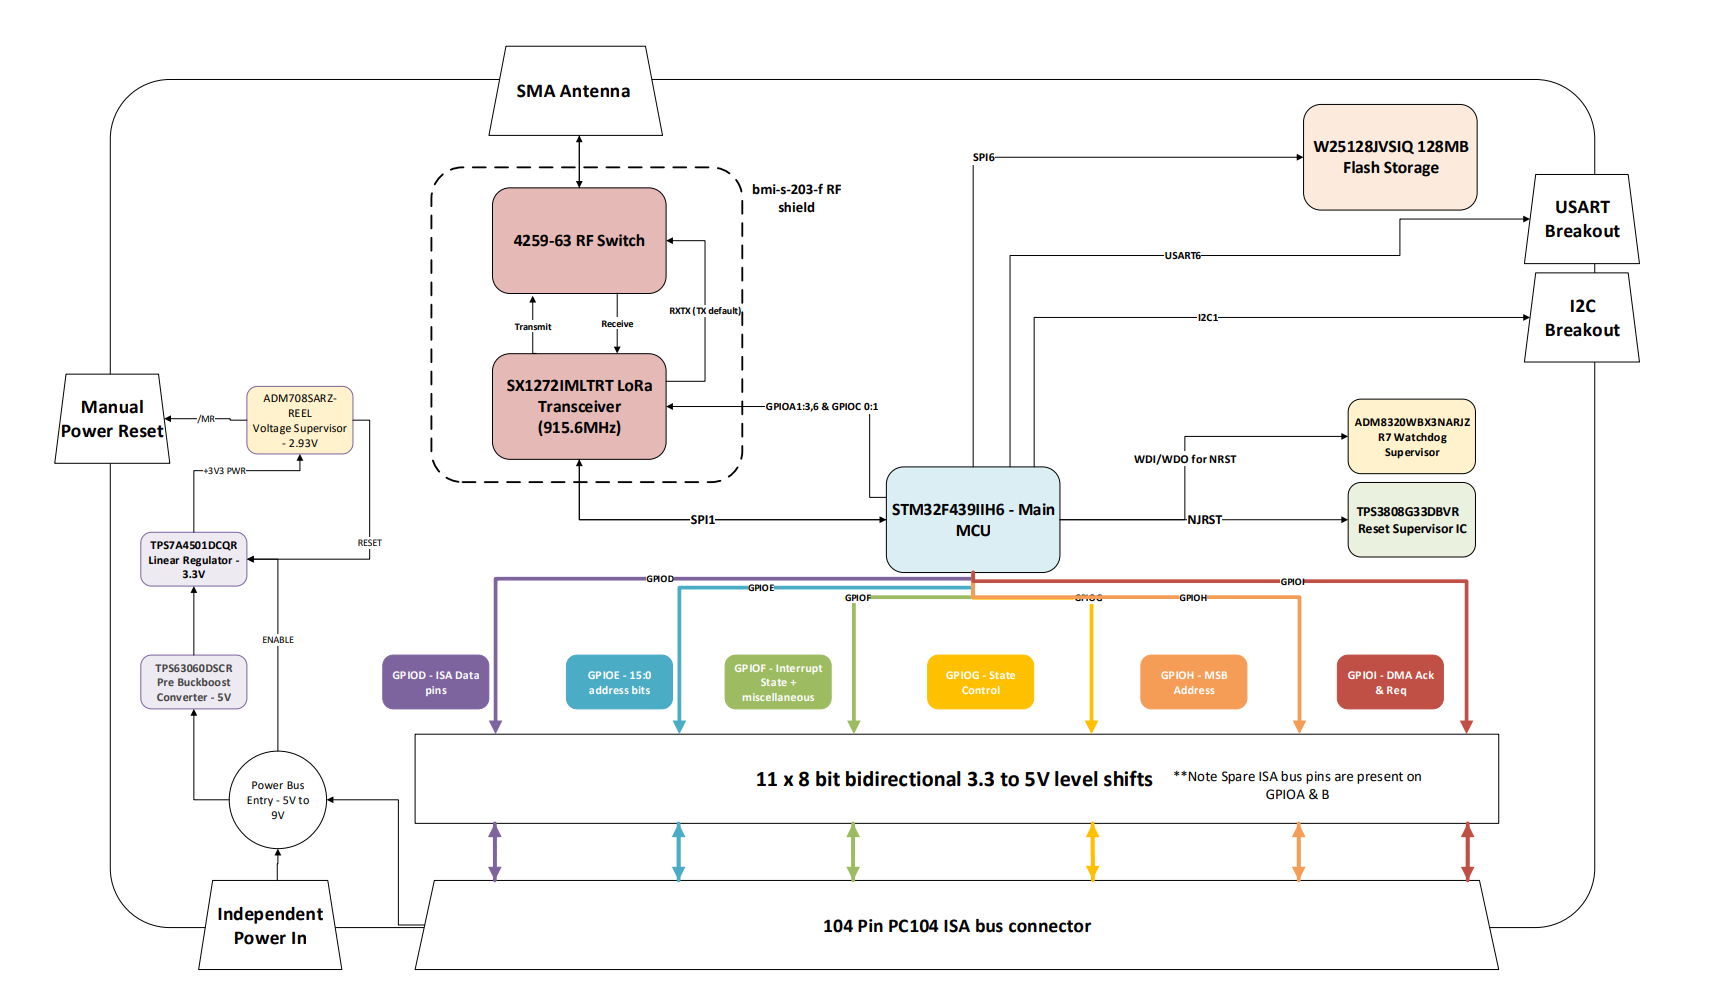 SMA Antenna
bmi-s-203-f RF
shield
4259-63 RF Switch
Transmit
Receive
RXTX (TX default)
SX1272IMLTRT LoRa
Transceiver
(915.6MHz)
GPIOA1:3,6 & GPIOC 0:1
SPI1
SPI6
W25128JVSIQ 128MB
Flash Storage
USART6
USART
Breakout
I2C1
I2C
Breakout
Manual
Power Reset
/MR
ADM708SARZ-
REEL
Voltage Supervisor
- 2.93V
+3V3 PWR
RESET
TPS7A4501DCQR
Linear Regulator -
3.3V
ENABLE
TPS63060DSCR
Pre Buckboost
Converter - 5V
Power Bus
Entry - 5V to
9V
Independent
Power In
STM32F439IIH6 - Main
MCU
WDI/WDO for NRST
ADM8320WBX3NARJZ
R7 Watchdog
Supervisor
NJRST
TPS3808G33DBVR
Reset Supervisor IC
GPIOD
GPIOE
GPIOF
GPIOG
GPIOH
GPIOI
GPIOD - ISA Data
pins
GPIOE - 15:0
address bits
GPIOF - Interrupt
State +
miscellaneous
GPIOG - State
Control
GPIOH - MSB
Address
GPIOI - DMA Ack
& Req
11 x 8 bit bidirectional 3.3 to 5V level shifts
**Note Spare ISA bus pins are present on
GPIOA & B
104 Pin PC104 ISA bus connector